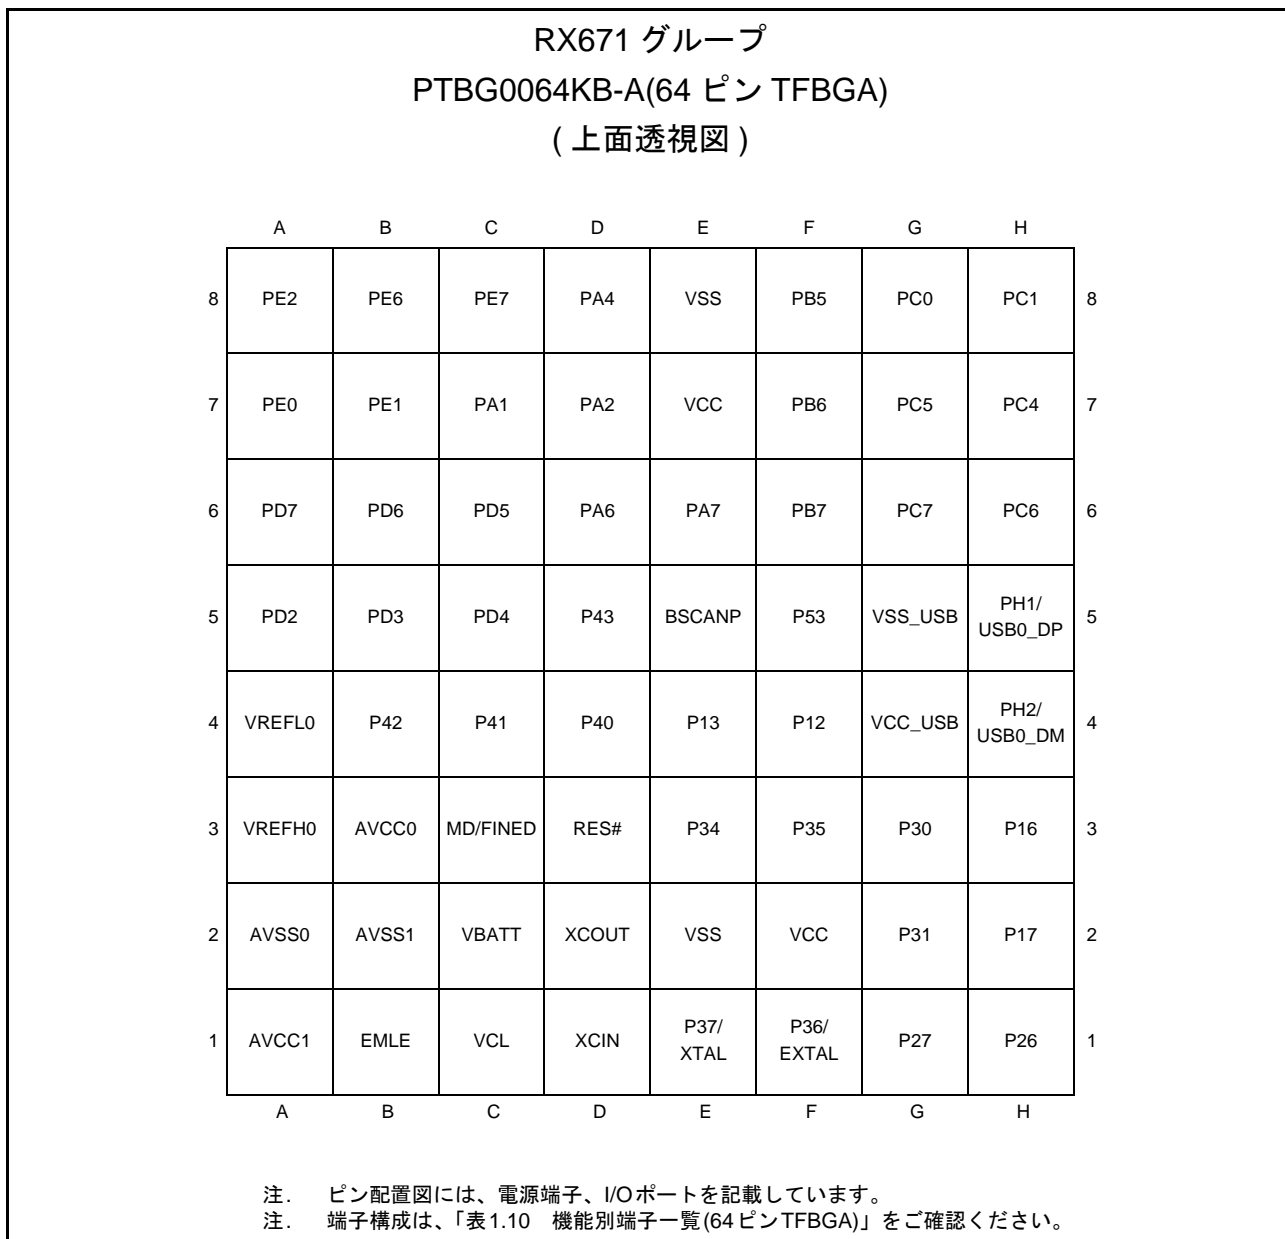 RX671 グループ
PTBG0064KB-A(64 ピン TFBGA)
( 上面透視図 )
A B C D E F G H
8 PE2 PE6 PE7 PA4 VSS PB5 PC0 PC1 8
7 PE0 PE1 PA1 PA2 VCC PB6 PC5 PC4 7
6 PD7 PD6 PD5 PA6 PA7 PB7 PC7 PC6 6
5 PD2 PD3 PD4 P43 BSCANP P53 VSS_USB PH1/ USB0_DP 5
4 VREFL0 P42 P41 P40 P13 P12 VCC_USB PH2/ USB0_DM 4
3 VREFH0 AVCC0 MD/FINED RES# P34 P35 P30 P16 3
2 AVSS0 AVSS1 VBATT XCOUT VSS VCC P31 P17 2
1 AVCC1 EMLE VCL XCIN P37/ XTAL P36/ EXTAL P27 P26 1
A B C D E F G H
注. ピン配置図には、電源端子、I/Oポートを記載しています。
注. 端子構成は、「表1.10 機能別端子一覧(64ピンTFBGA)」をご確認ください。